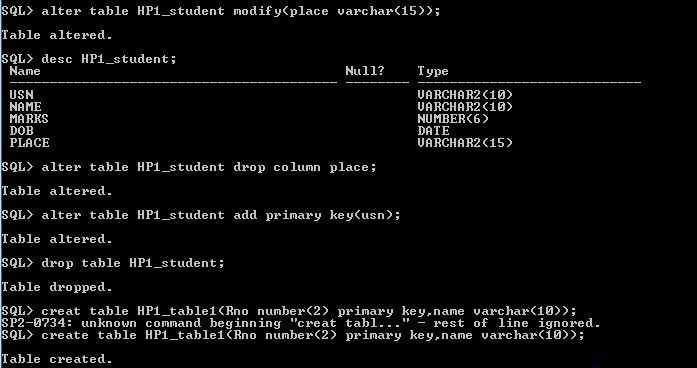 SQL> alter table HP1_student modify(place varchar(15));
Table altered.
SQL> desc HP1_student;
Name Null? Type
USN VARCHAR2(10)
NAME VARCHAR2(10)
MARKS NUMBER(6)
DOB DATE
PLACE VARCHAR2(15)
SQL> alter table HP1_student drop column place;
Table altered.
SQL> alter table HP1_student add primary key(usn);
Table altered.
SQL> drop table HP1_student;
Table dropped.
SQL> creat table HP1_table1(Rno number(2) primary key,name varchar(10));
SP2-0734: unknown command beginning "creat tabl..." - rest of line ignored.
SQL> create table HP1_table1(Rno number(2) primary key,name varchar(10));
Table created.